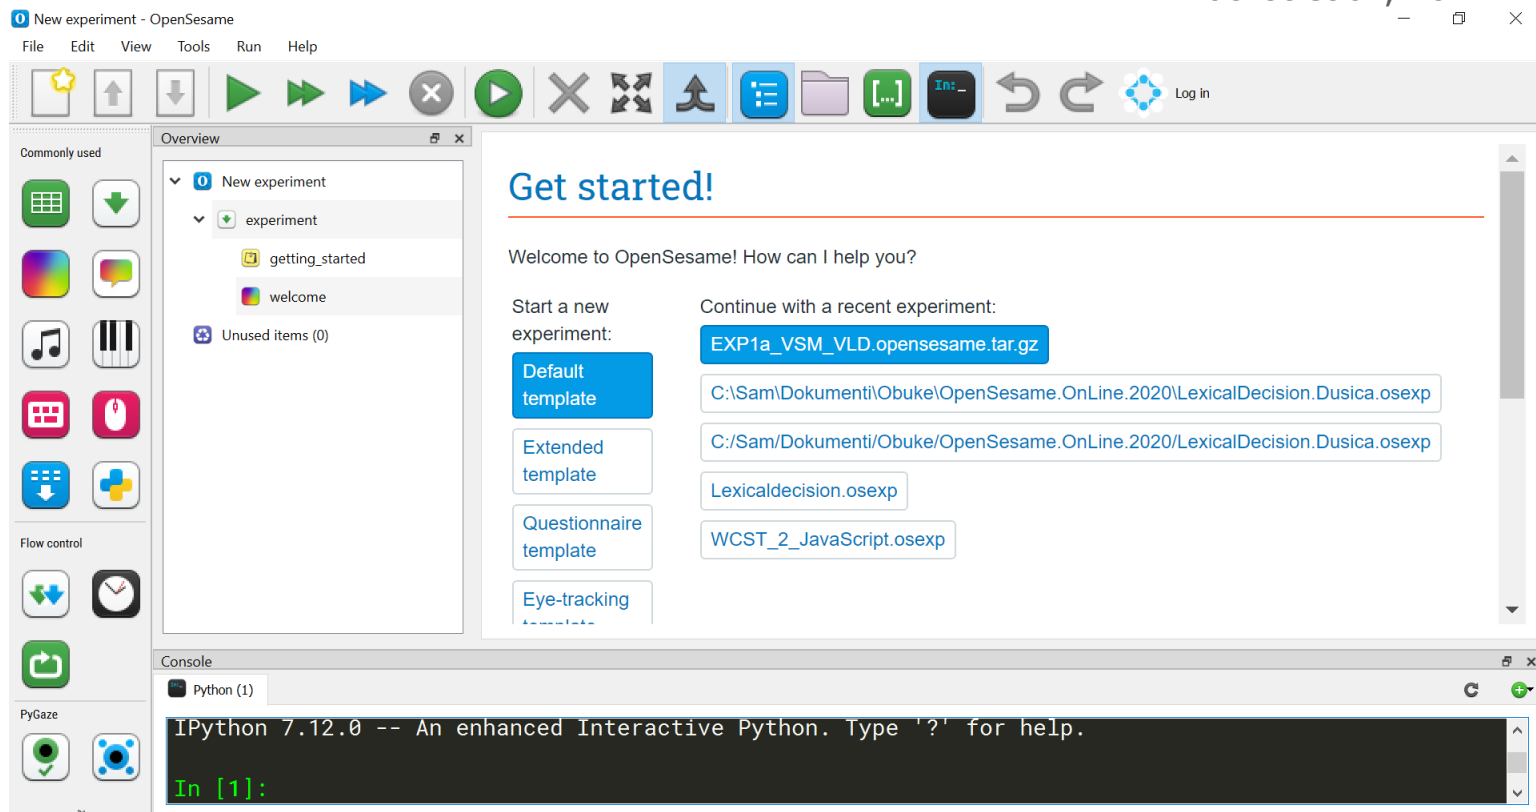 New experiment - OpenSesame
File Edit View Tools Run Help
In:_
Log in
Commonly used
Overview
New experiment
experiment
getting_started
welcome
Unused items (0)
Get started!
Welcome to OpenSesame! How can I help you?
Start a new
experiment:
Default
template
Extended
template
Questionnaire
template
Eye-tracking
Continue with a recent experiment:
EXP1a_VSM_VLD.opensesame.tar.gz
C:\Sam\Dokumenti\Obuke\OpenSesame.OnLine.2020\LexicalDecision.Dusica.osexp
C:/Sam/Dokumenti/Obuke/OpenSesame.OnLine.2020/LexicalDecision.Dusica.osexp
Lexicaldecision.osexp
WCST_2_JavaScript.osexp
Flow control
PyGaze
Console
Python (1)
IPython 7.12.0 -- An enhanced Interactive Python. Type '?' for help.
In [1]: